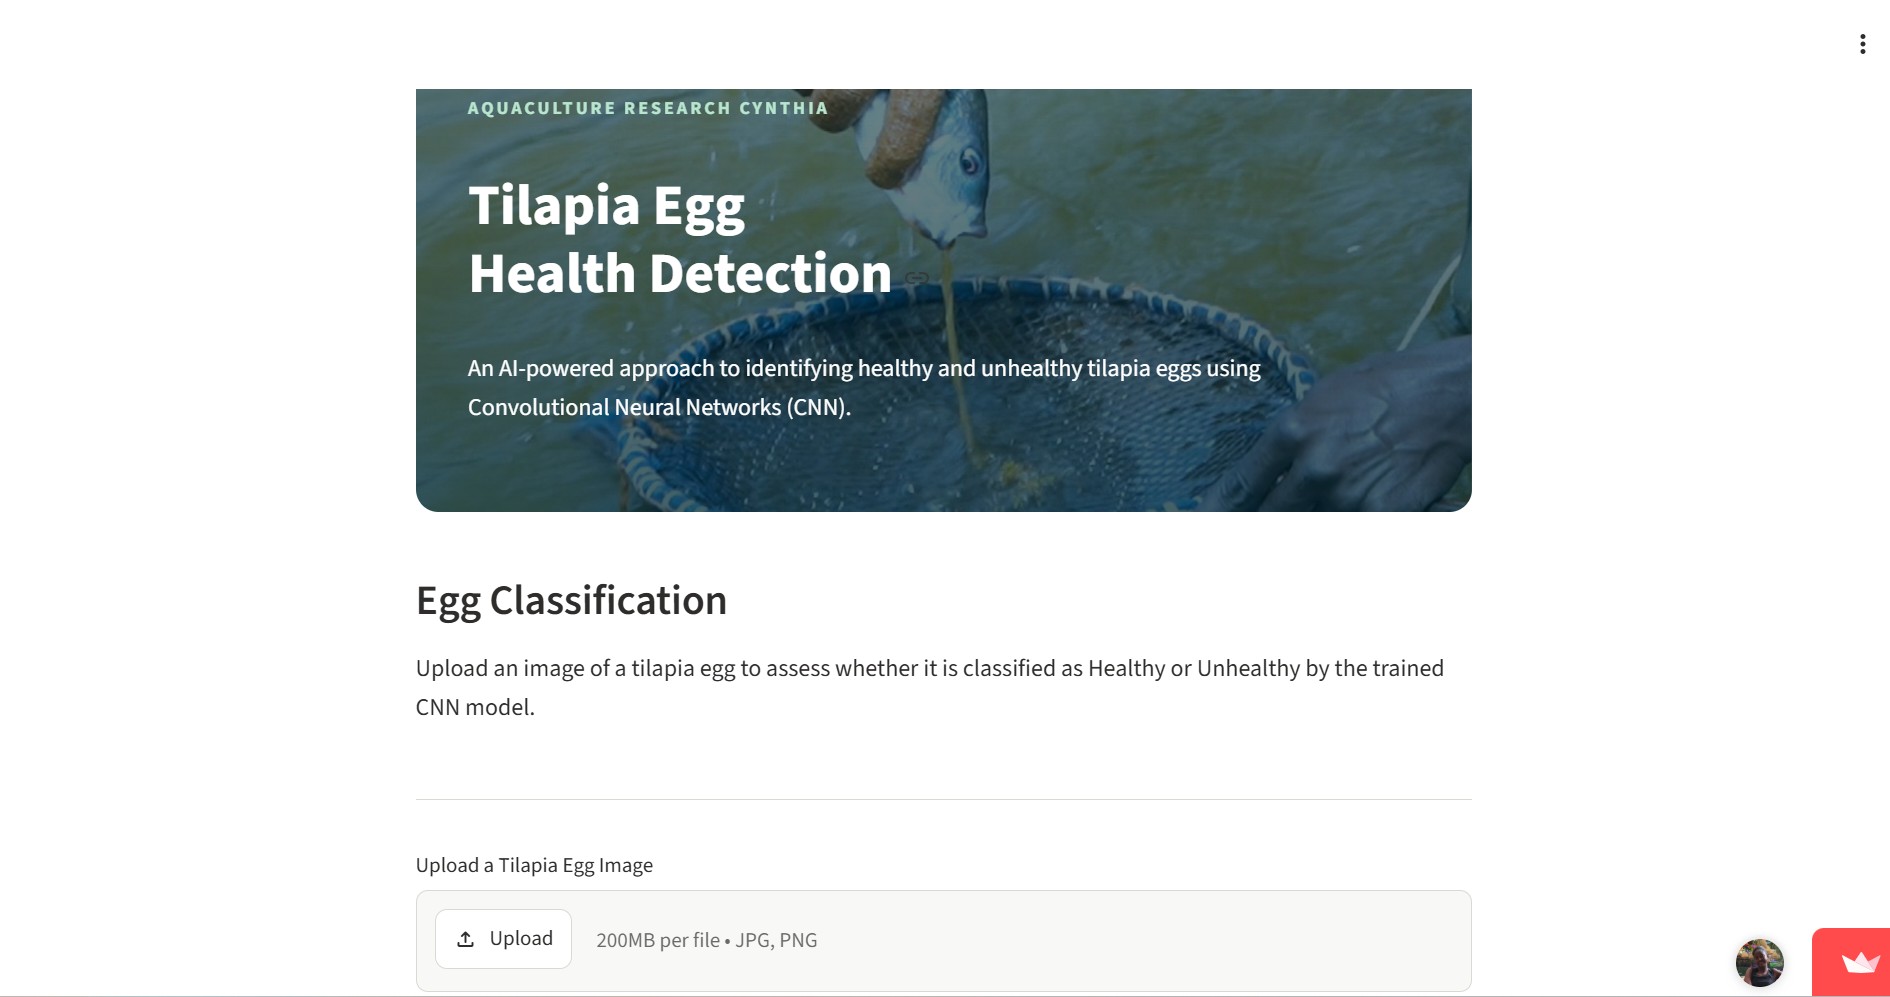 AQUACULTURE RESEARCH CYNTHIA
Tilapia Egg
Health Detection
An AI-powered approach to identifying healthy and unhealthy tilapia eggs using
Convolutional Neural Networks (CNN).
Egg Classification
Upload an image of a tilapia egg to assess whether it is classified as Healthy or Unhealthy by the trained
CNN model.
Upload a Tilapia Egg Image
Upload
200MB per file • JPG, PNG